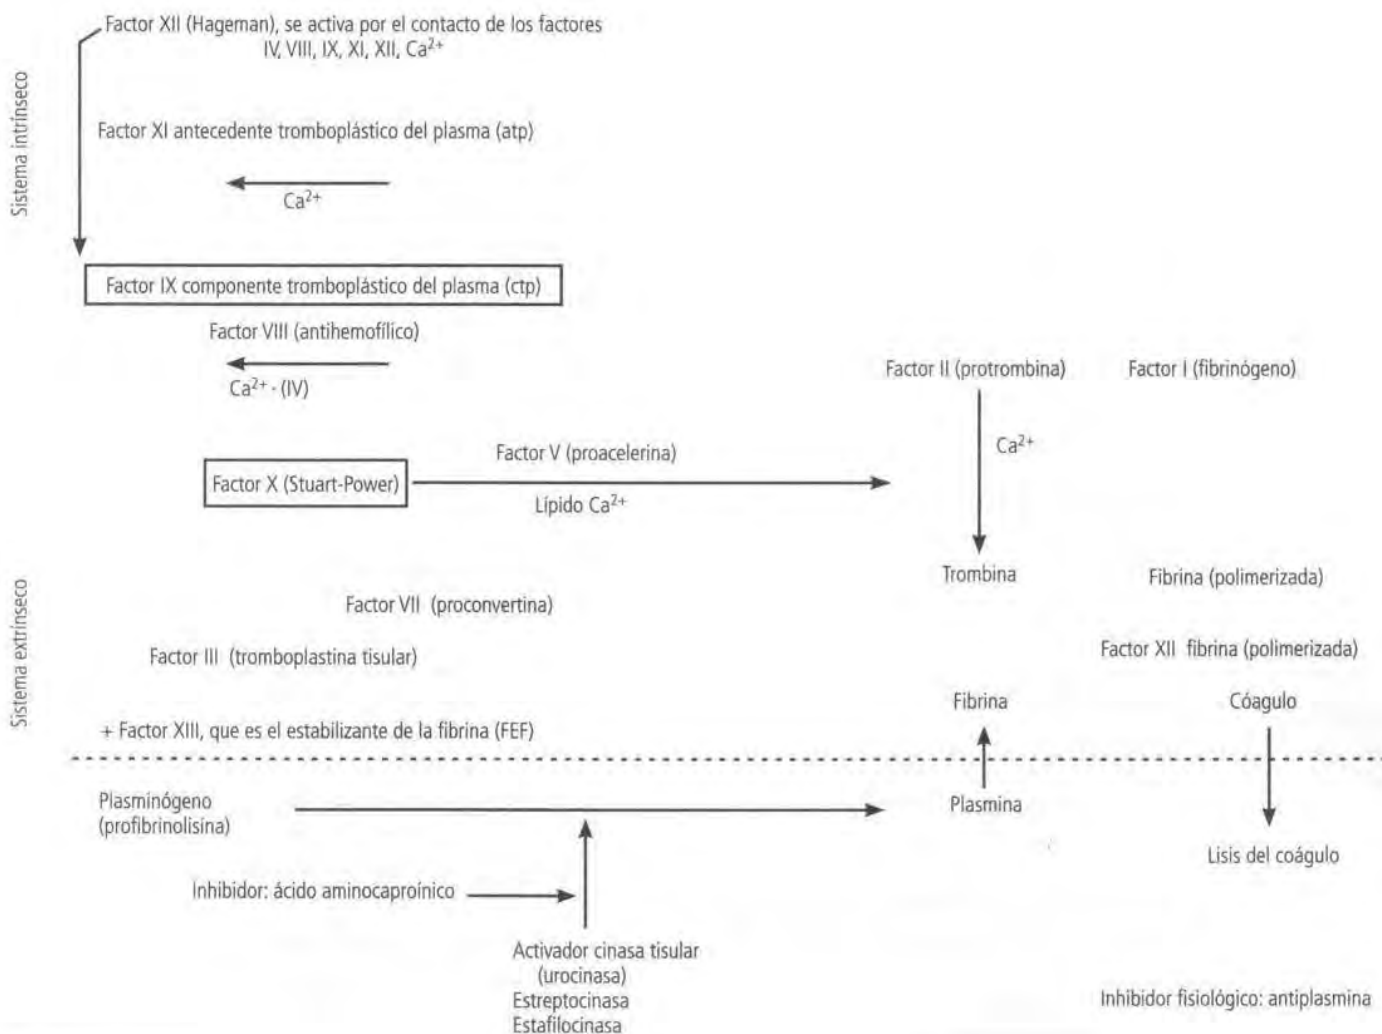 Factor XII (Hageman), se activa por el contacto de los factores
IV, VIII, IX, XI, XII, Ca²⁺
Sistema intrínseco
Factor XI antecedente tromboplástico del plasma (atp)
Ca²⁺
Factor IX componente tromboplástico del plasma (ctp)
Factor VIII (antihemofílico)
Ca²⁺ - (IV)
Factor II (protrombina)
Factor I (fibrinógeno)
Ca²⁺
Factor V (proacelerina)
Factor X (Stuart-Power)
Lípido Ca²⁺
Trombina
Fibrina (polimerizada)
Sistema extrínseco
Factor VII (proconvertina)
Factor III (tromboplastina tisular)
Factor XII fibrina (polimerizada)
Fibrina
Cóagulo
+ Factor XIII, que es el estabilizante de la fibrina (FEF)
Plasminógeno
(profibrinolisina)
Plasmina
Lisis del coágulo
Inhibidor: ácido aminocaproínico
Activador cinasa tisular
(urocinasa)
Estreptocinasa
Estafilocinasa
Inhibidor fisiológico: antiplasmina